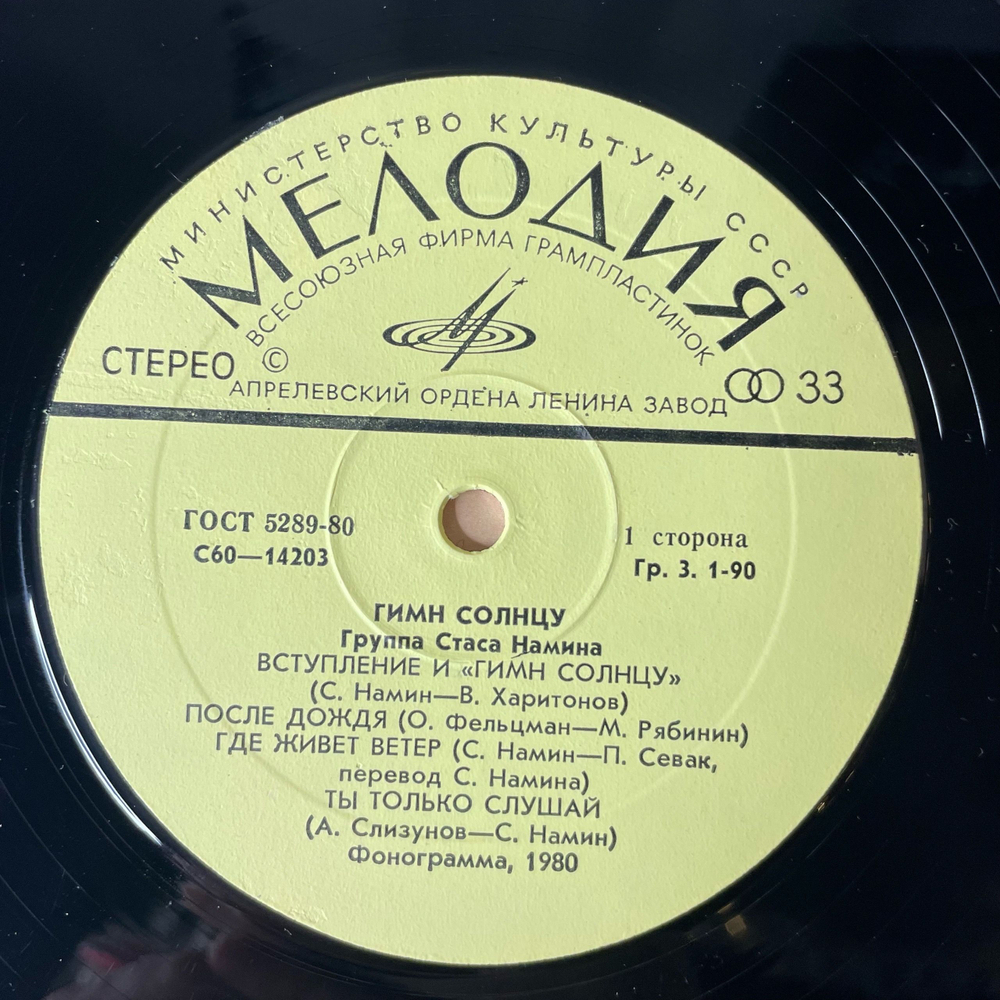 МИНИСТЕРСТВО КУЛЬТУРЫ СССР
МЕЛОДИЯ
ВСЕСОЮЗНАЯ ФИРМА ГРАМПЛАСТИНОК
СТЕРЕО ©
33
АПРЕЛЕВСКИЙ ОРДЕНА ЛЕНИНА ЗАВОД
ГОСТ 5289-80
С60—14203
1 сторона
Гр. 3. 1-90
ГИМН СОЛНЦУ
Группа Стаса Намина
ВСТУПЛЕНИЕ И «ГИМН СОЛНЦУ»
(С. Намин—В. Харитонов)
ПОСЛЕ ДОЖДЯ (О. Фельцман—М. Рябинин)
ГДЕ ЖИВЕТ ВЕТЕР (С. Намин—П. Севак,
перевод С. Намина)
ТЫ ТОЛЬКО СЛУШАЙ
(А. Слизунов—С. Намин)
Фонограмма, 1980